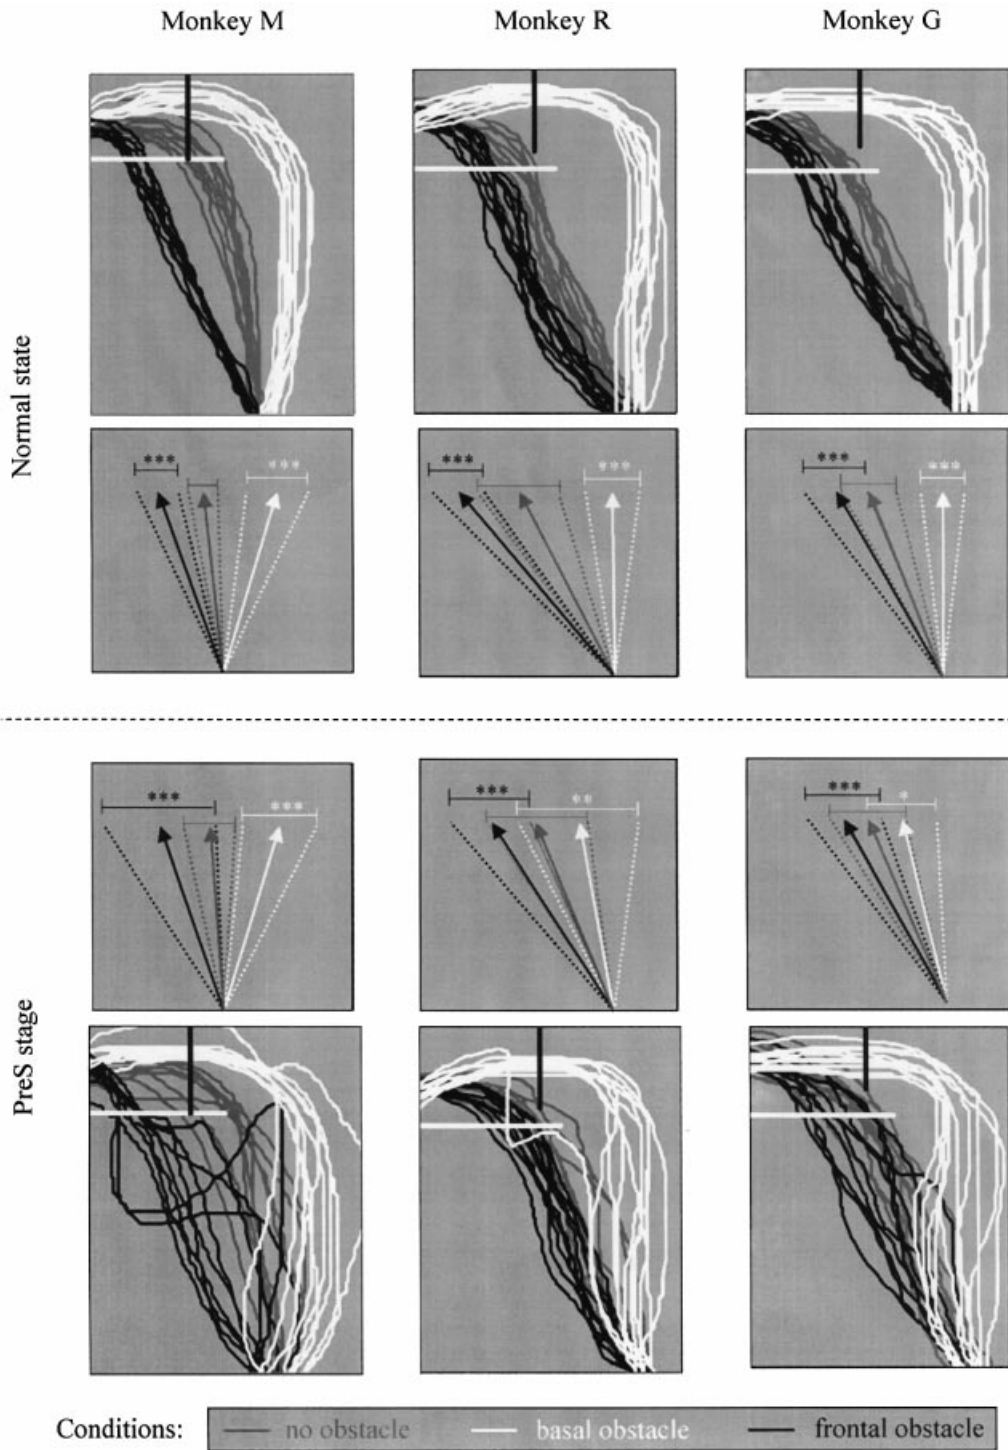 Monkey M Monkey R Monkey G
Normal state
*** *** *** *** *** ***
PreS stage
*** *** *** ** *** *
Conditions: no obstacle basal obstacle frontal obstacle